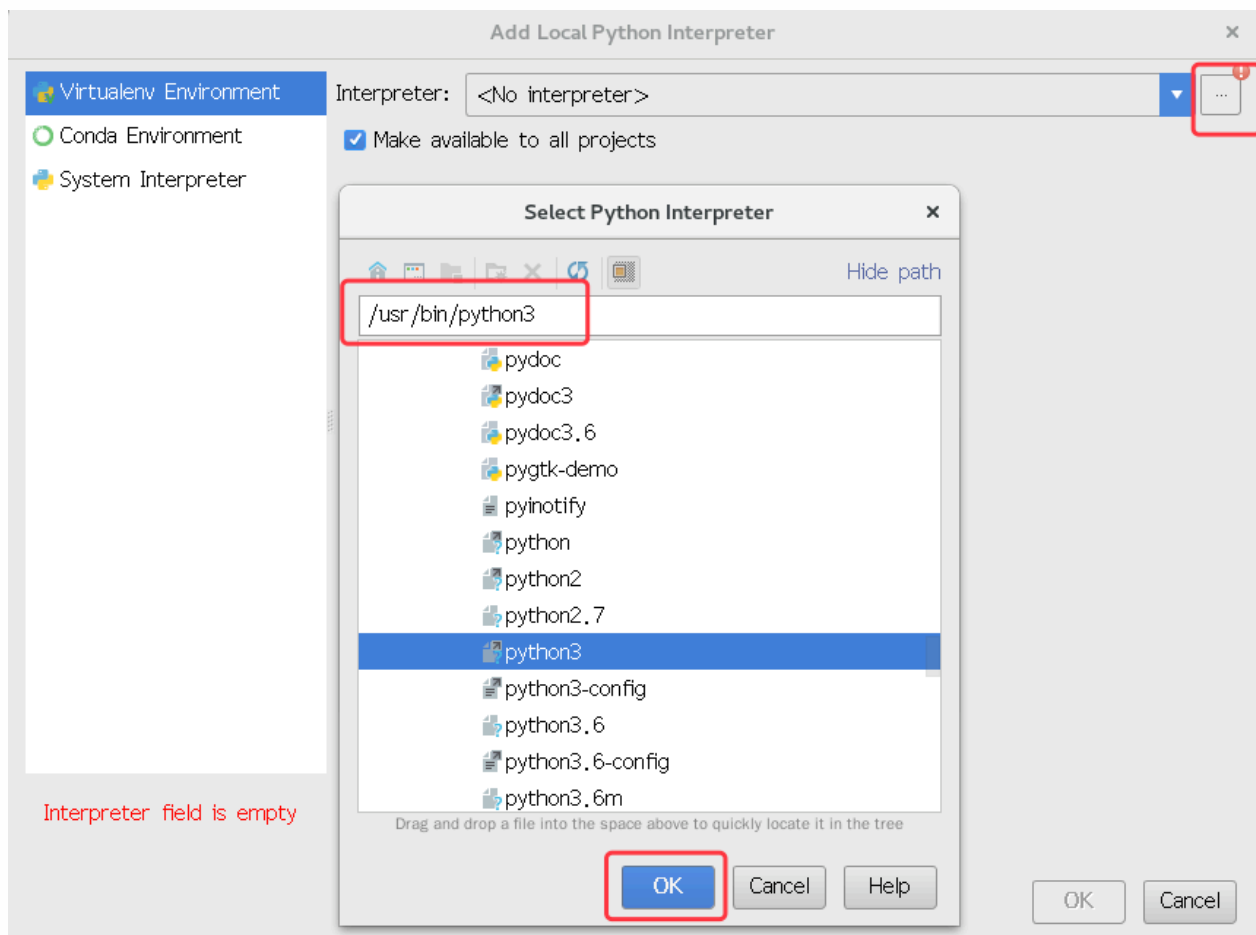 Add Local Python Interpreter
Virtualenv Environment
Conda Environment
System Interpreter
Interpreter: <No interpreter>
...
Make available to all projects
Select Python Interpreter
Hide path
/usr/bin/python3
pydoc
pydoc3
pydoc3.6
pygtk-demo
pyinotify
python
python2
python2.7
python3
python3-config
python3.6
python3.6-config
python3.6m
Drag and drop a file into the space above to quickly locate it in the tree
Interpreter field is empty
OK Cancel Help
OK Cancel